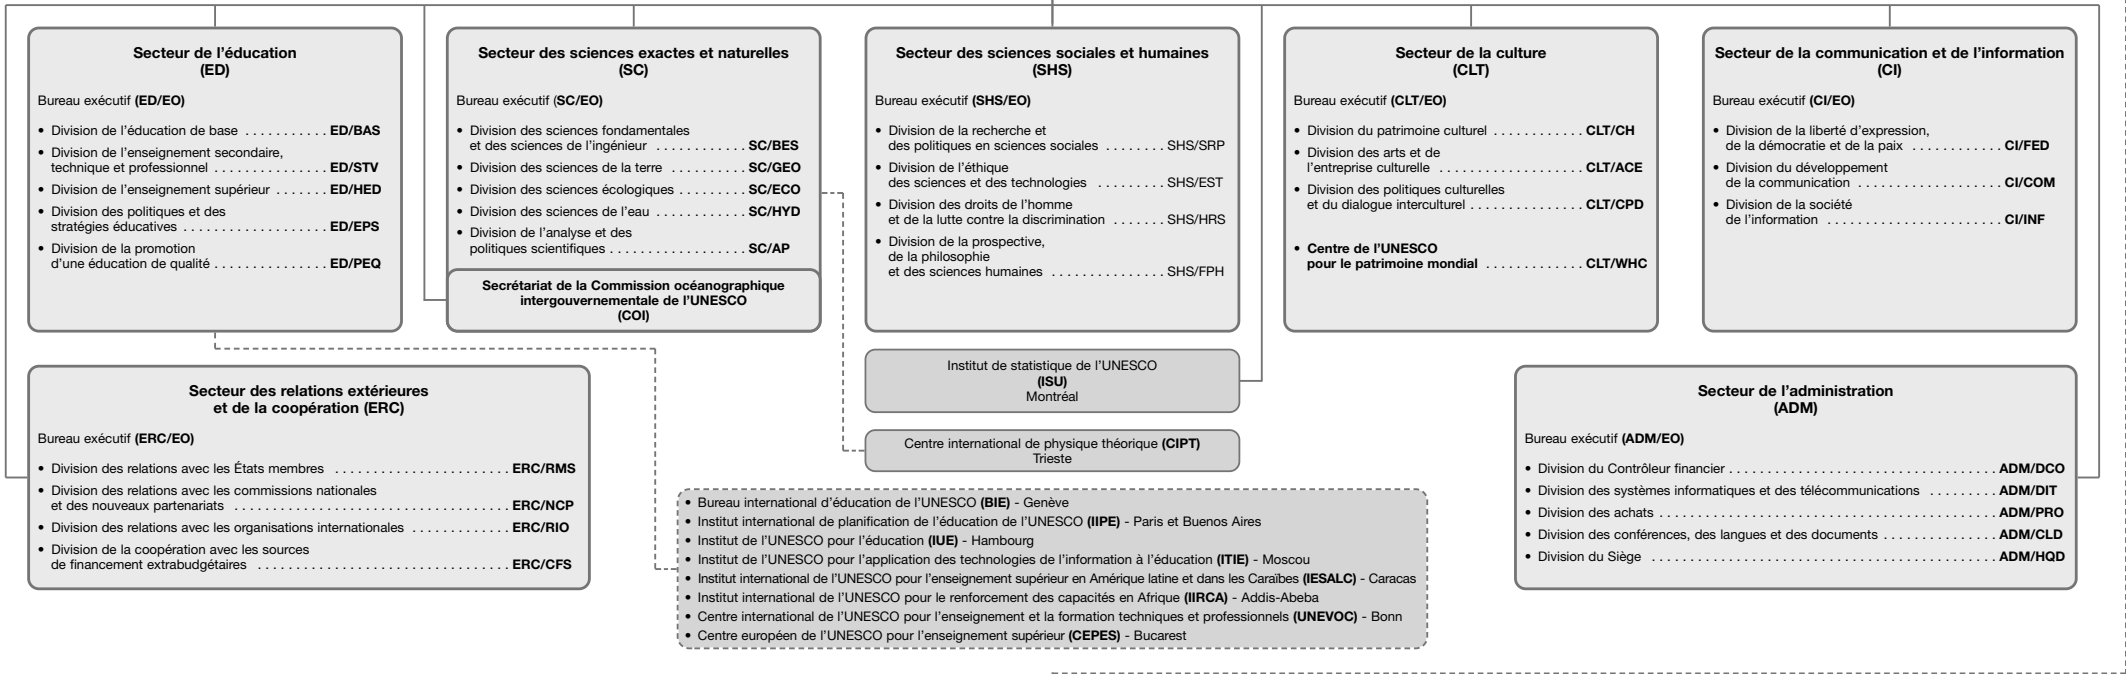 Secteur de l’éducation
(ED)
Bureau exécutif (ED/EO)
• Division de l’éducation de base . . . . . . . . . . . ED/BAS
• Division de l’enseignement secondaire,
technique et professionnel . . . . . . . . . . . . . . . ED/STV
• Division de l’enseignement supérieur . . . . . . . ED/HED
• Division des politiques et des
stratégies éducatives . . . . . . . . . . . . . . . . . . . ED/EPS
• Division de la promotion
d’une éducation de qualité . . . . . . . . . . . . . . . ED/PEQ
Secteur des sciences exactes et naturelles
(SC)
Bureau exécutif (SC/EO)
• Division des sciences fondamentales
et des sciences de l’ingénieur . . . . . . . . . . . . SC/BES
• Division des sciences de la terre . . . . . . . . . SC/GEO
• Division des sciences écologiques . . . . . . . . . SC/ECO
• Division des sciences de l’eau . . . . . . . . . . . . SC/HYD
• Division de l’analyse et des
politiques scientifiques . . . . . . . . . . . . . . . . . . SC/AP
Secrétariat de la Commission océanographique
intergouvernementale de l’UNESCO
(COI)
Secteur des sciences sociales et humaines
(SHS)
Bureau exécutif (SHS/EO)
• Division de la recherche et
des politiques en sciences sociales . . . . . . . . SHS/SRP
• Division de l’éthique
des sciences et des technologies . . . . . . . . . SHS/EST
• Division des droits de l’homme
et de la lutte contre la discrimination . . . . . . . . SHS/HRS
• Division de la prospective,
de la philosophie
et des sciences humaines . . . . . . . . . . . . . . . SHS/FPH
Secteur de la culture
(CLT)
Bureau exécutif (CLT/EO)
• Division du patrimoine culturel . . . . . . . . . . . . CLT/CH
• Division des arts et de
l’entreprise culturelle . . . . . . . . . . . . . . . . . . . CLT/ACE
• Division des politiques culturelles
et du dialogue interculturel . . . . . . . . . . . . . . . CLT/CPD
• Centre de l’UNESCO
pour le patrimoine mondial . . . . . . . . . . . . . CLT/WHC
Secteur de la communication et de l’information
(CI)
Bureau exécutif (CI/EO)
• Division de la liberté d’expression,
de la démocratie et de la paix . . . . . . . . . . . . CI/FED
• Division du développement
de la communication . . . . . . . . . . . . . . . . . . CI/COM
• Division de la société
de l’information . . . . . . . . . . . . . . . . . . . . . . CI/INF
Institut de statistique de l’UNESCO
(ISU)
Montréal
Centre international de physique théorique (CIPT)
Trieste
Secteur des relations extérieures
et de la coopération (ERC)
Bureau exécutif (ERC/EO)
• Division des relations avec les États membres . . . . . . . . . . . . . . . . . . . . . . . ERC/RMS
• Division des relations avec les commissions nationales
et des nouveaux partenariats . . . . . . . . . . . . . . . . . . . . . . . . . . . . . . . . . . . . ERC/NCP
• Division des relations avec les organisations internationales . . . . . . . . . . . . . ERC/RIO
• Division de la coopération avec les sources
de financement extrabudgétaires . . . . . . . . . . . . . . . . . . . . . . . . . . . . . . . . . ERC/CFS
• Bureau international d’éducation de l’UNESCO (BIE) - Genève
• Institut international de planification de l’éducation de l’UNESCO (IIPE) - Paris et Buenos Aires
• Institut de l’UNESCO pour l’éducation (IUE) - Hambourg
• Institut de l’UNESCO pour l’application des technologies de l’information à l’éducation (ITIE) - Moscou
• Institut international de l’UNESCO pour l’enseignement supérieur en Amérique latine et dans les Caraïbes (IESALC) - Caracas
• Institut international de l’UNESCO pour le renforcement des capacités en Afrique (IIRCA) - Addis-Abeba
• Centre international de l’UNESCO pour l’enseignement et la formation techniques et professionnels (UNEVOC) - Bonn
• Centre européen de l’UNESCO pour l’enseignement supérieur (CEPES) - Bucarest
Secteur de l’administration
(ADM)
Bureau exécutif (ADM/EO)
• Division du Contrôleur financier . . . . . . . . . . . . . . . . . . . . . . . . . . . . . . . . . . . ADM/DCO
• Division des systèmes informatiques et des télécommunications . . . . . . . . . ADM/DIT
• Division des achats . . . . . . . . . . . . . . . . . . . . . . . . . . . . . . . . . . . . . . . . . . . . ADM/PRO
• Division des conférences, des langues et des documents . . . . . . . . . . . . . . . ADM/CLD
• Division du Siège . . . . . . . . . . . . . . . . . . . . . . . . . . . . . . . . . . . . . . . . . . . . . ADM/HQD